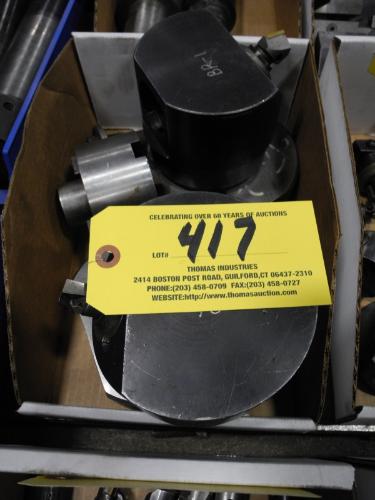 BR-1
CELEBRATING OVER 60 YEARS OF AUCTIONS
LOT# 417
THOMAS INDUSTRIES
2414 BOSTON POST ROAD, GUILFORD,CT 06437-2310
PHONE:(203) 458-0709 FAX:(203) 458-0727
WEBSITE:http://www.thomasauction.com